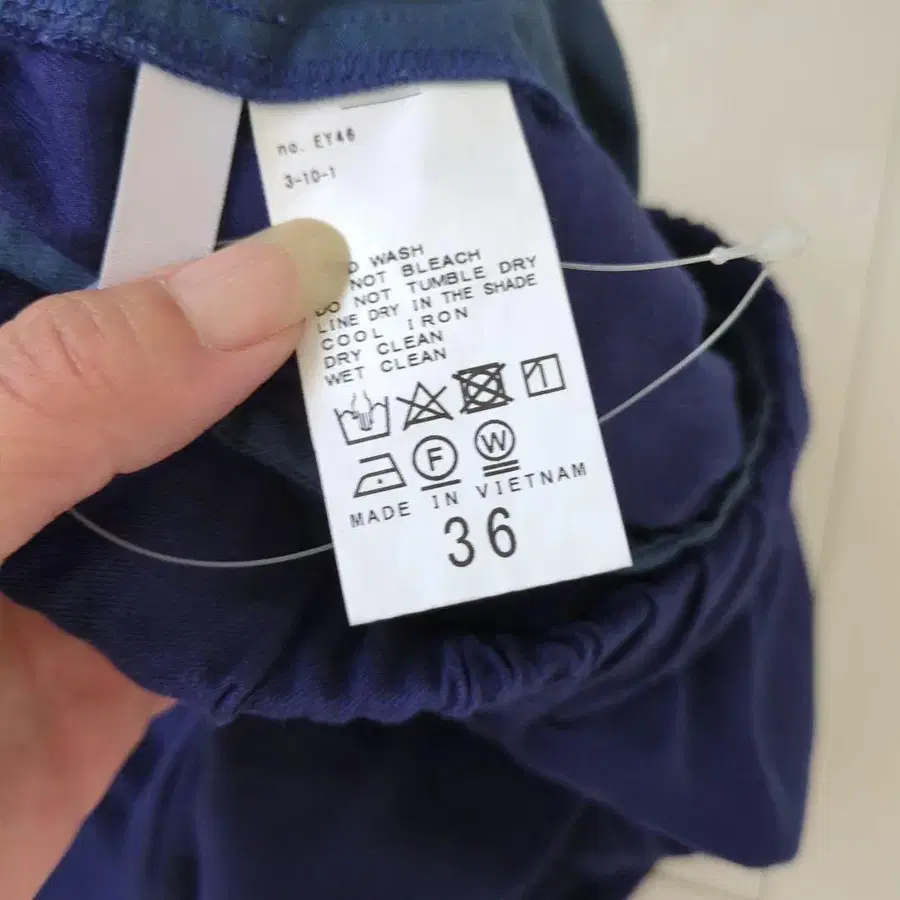 no. EY46
3-10-1
WASH
NOT BLEACH
DO NOT TUMBLE DRY
LINE DRY IN THE SHADE
COOL IRON
DRY CLEAN
WET CLEAN
F W
MADE IN VIETNAM
36